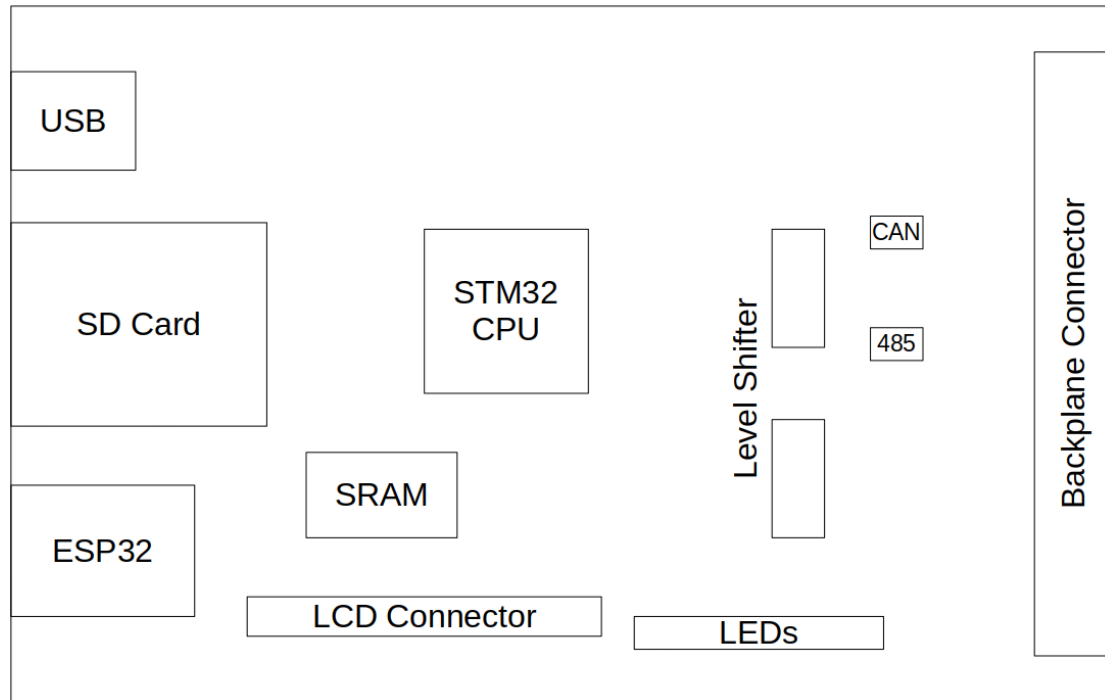 USB
CAN
STM32
CPU
SD Card
485
Level Shifter
Backplane Connector
SRAM
ESP32
LCD Connector
LEDs